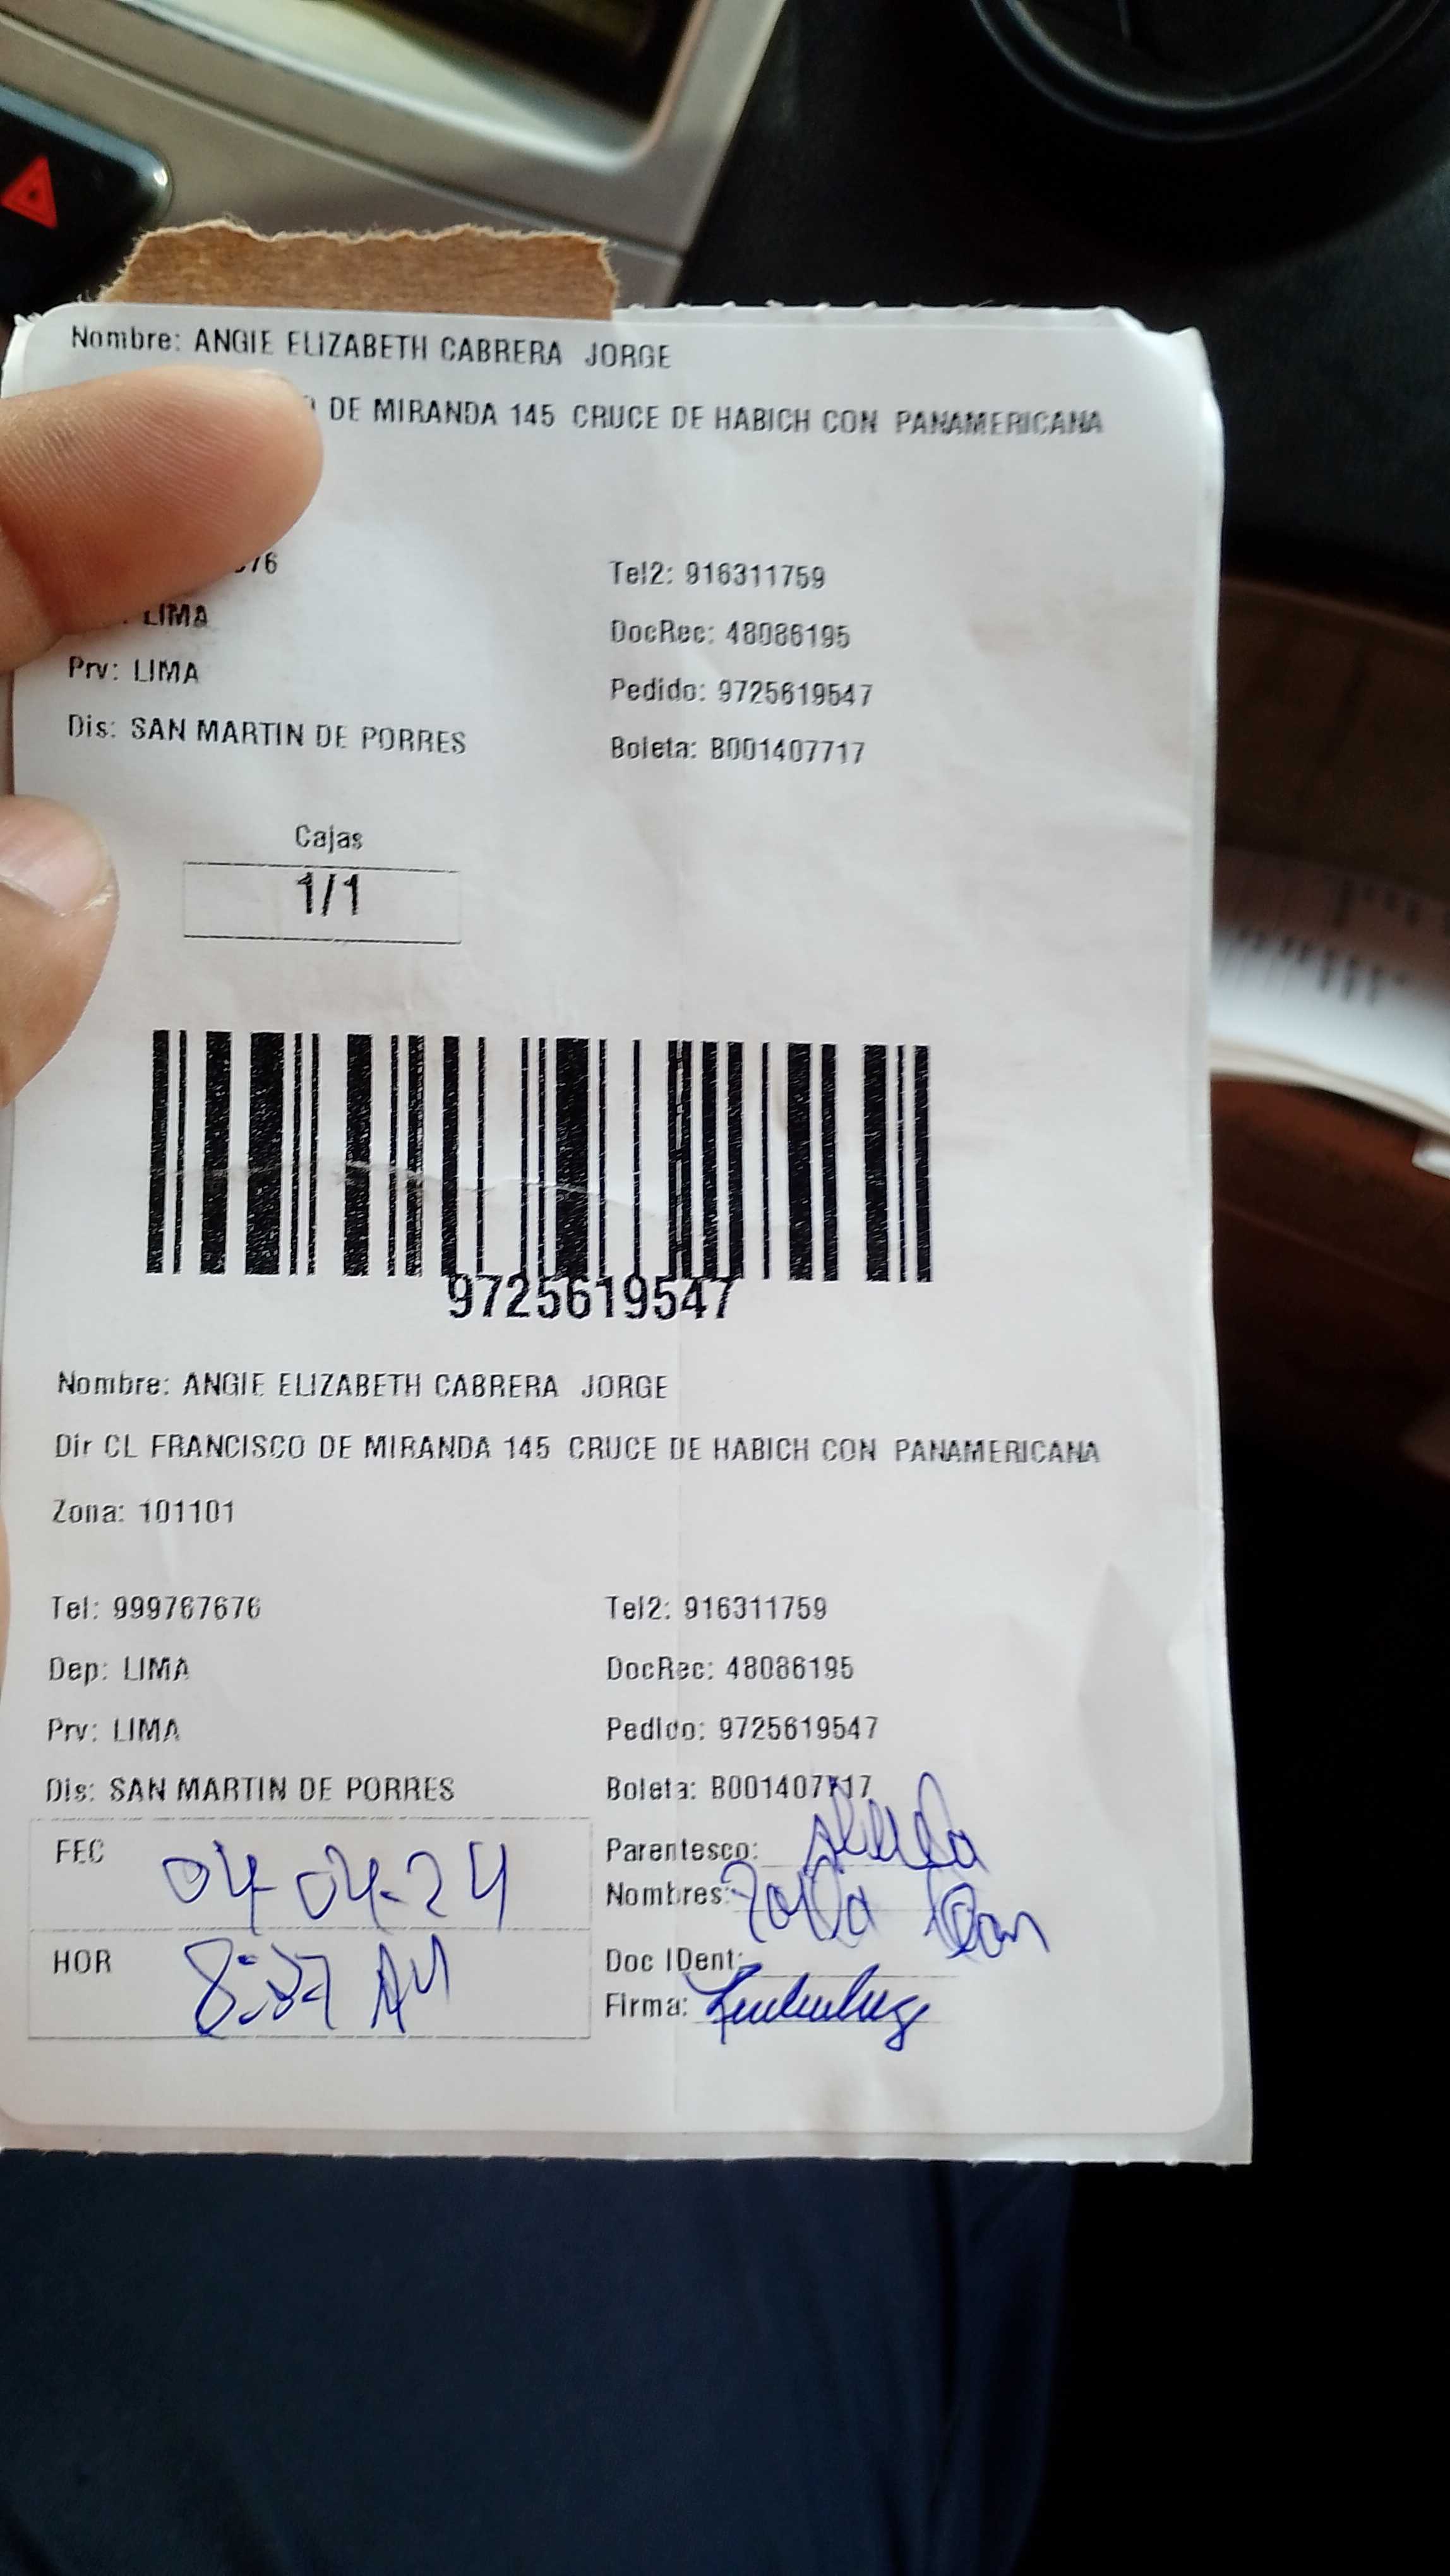 Nombre: ANGIE ELIZABETH CABRERA JORGE
DE MIRANDA 145 CRUCE DE HABICH CON PANAMERICANA
76 Tel2: 916311759
LIMA DocRec: 48086195
Prv: LIMA Pedido: 9725619547
Dis: SAN MARTIN DE PORRES Boleta: B001407717
Cajas
1/1
9725619547
Nombre: ANGIE ELIZABETH CABRERA JORGE
Dir CL FRANCISCO DE MIRANDA 145 CRUCE DE HABICH CON PANAMERICANA
Zona: 101101
Tel: 999767676 Tel2: 916311759
Dep: LIMA DocRec: 48086195
Prv: LIMA Pedido: 9725619547
Dis: SAN MARTIN DE PORRES Boleta: B001407717
FEC 04-04-24 Parentesco:
Nombres:
HOR AM Doc IDent:
Firma: